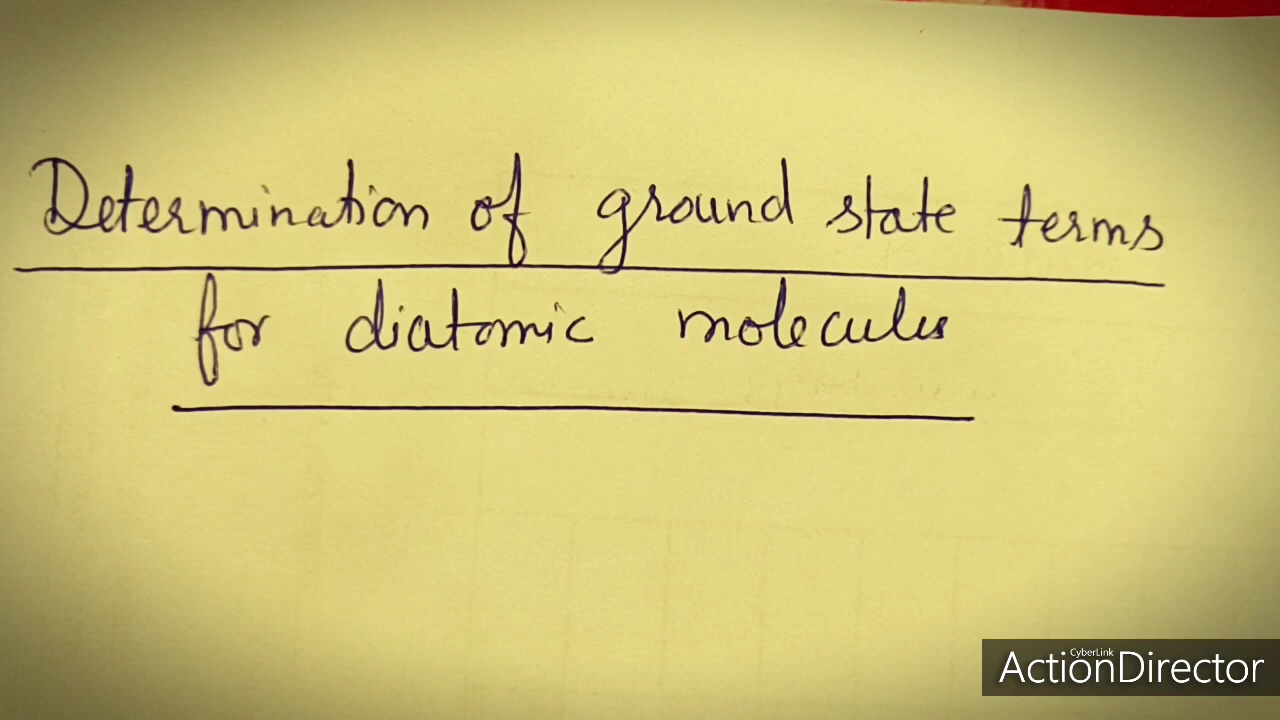 Determination of ground state terms
for diatomic molecules
CyberLink
ActionDirector